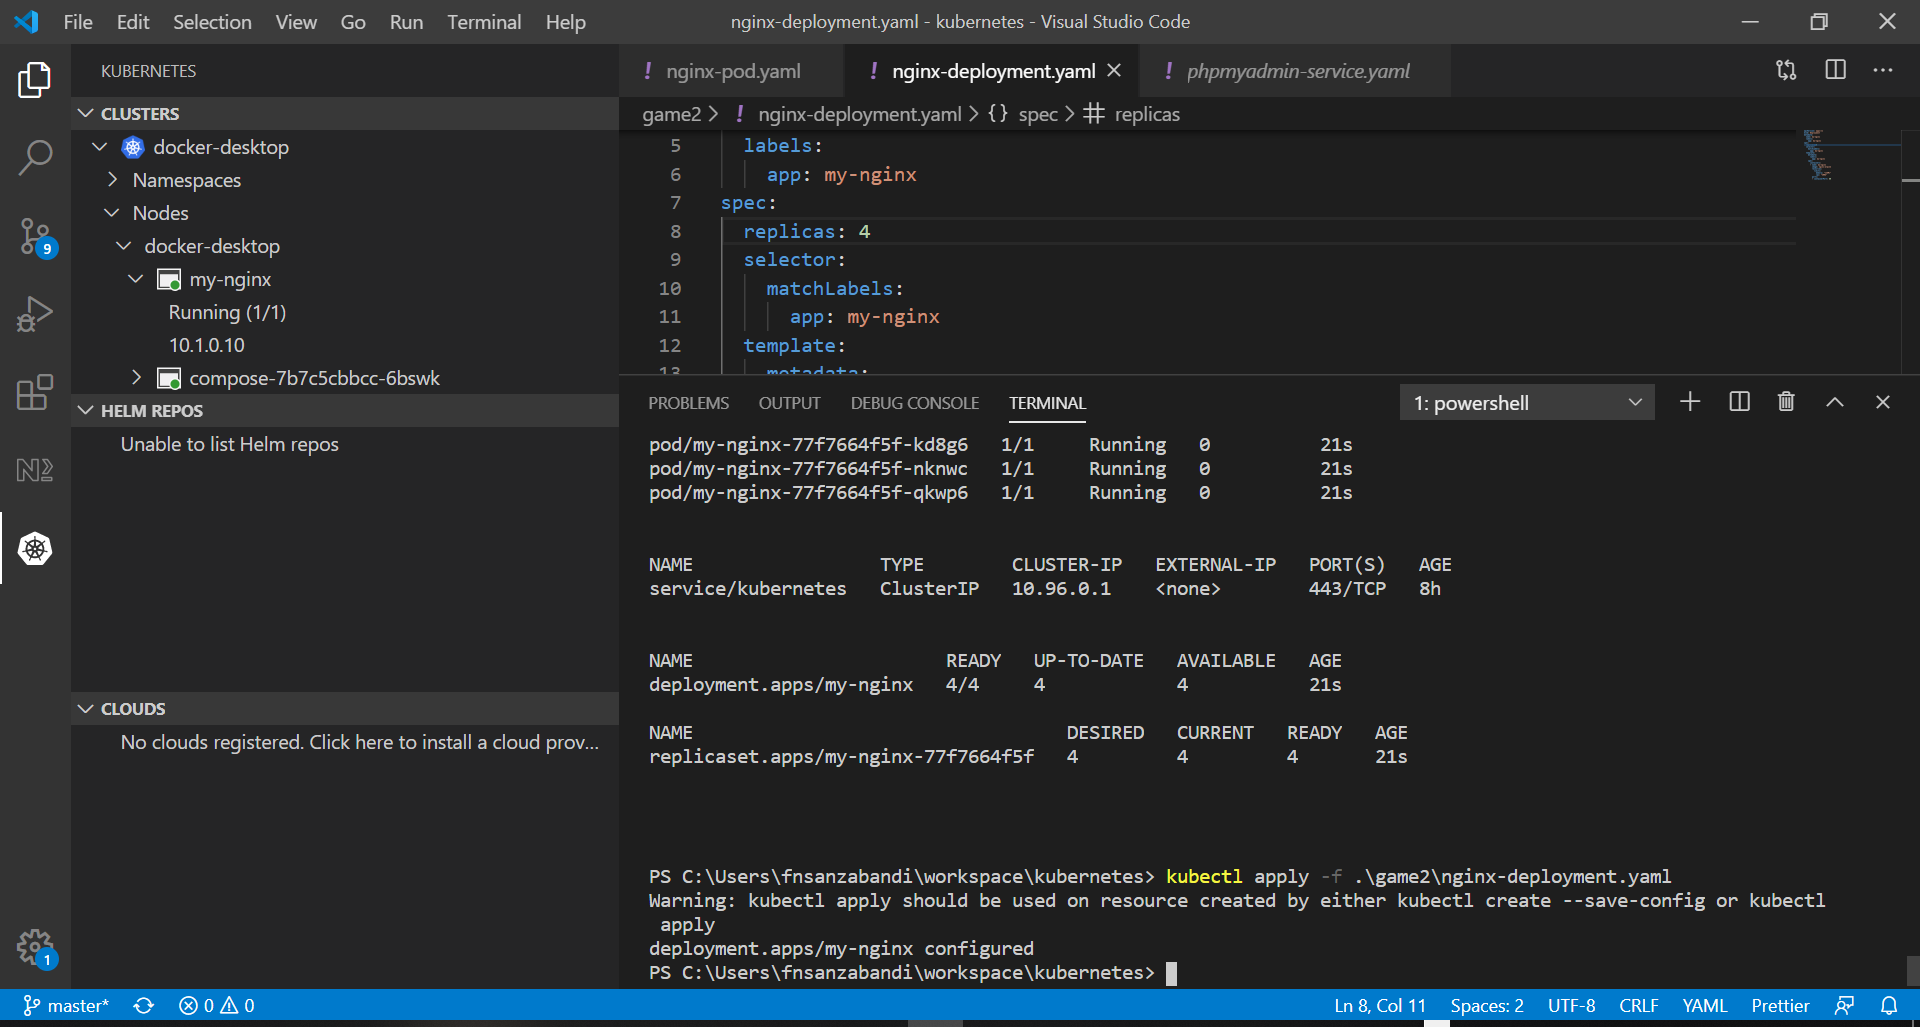 File Edit Selection View Go Run Terminal Help
nginx-deployment.yaml - kubernetes - Visual Studio Code
KUBERNETES
CLUSTERS
docker-desktop
Namespaces
Nodes
docker-desktop
my-nginx
Running (1/1)
10.1.0.10
compose-7b7c5cbbcc-6bswk
HELM REPOS
Unable to list Helm repos
CLOUDS
No clouds registered. Click here to install a cloud prov...
9
1
! nginx-pod.yaml ! nginx-deployment.yaml ! phpmyadmin-service.yaml
game2 > ! nginx-deployment.yaml > {} spec > # replicas
5 labels:
6 app: my-nginx
7 spec:
8 replicas: 4
9 selector:
10 matchLabels:
11 app: my-nginx
12 template:
13 metadata:
PROBLEMS OUTPUT DEBUG CONSOLE TERMINAL 1: powershell
pod/my-nginx-77f7664f5f-kd8g6 1/1 Running 0 21s
pod/my-nginx-77f7664f5f-nknwc 1/1 Running 0 21s
pod/my-nginx-77f7664f5f-qkwp6 1/1 Running 0 21s
NAME TYPE CLUSTER-IP EXTERNAL-IP PORT(S) AGE
service/kubernetes ClusterIP 10.96.0.1 <none> 443/TCP 8h
NAME READY UP-TO-DATE AVAILABLE AGE
deployment.apps/my-nginx 4/4 4 4 21s
NAME DESIRED CURRENT READY AGE
replicaset.apps/my-nginx-77f7664f5f 4 4 4 21s
PS C:\Users\fnsanzabandi\workspace\kubernetes> kubectl apply -f .\game2\nginx-deployment.yaml
Warning: kubectl apply should be used on resource created by either kubectl create --save-config or kubectl
apply
deployment.apps/my-nginx configured
PS C:\Users\fnsanzabandi\workspace\kubernetes>
master* 0 0 Ln 8, Col 11 Spaces: 2 UTF-8 CRLF YAML Prettier